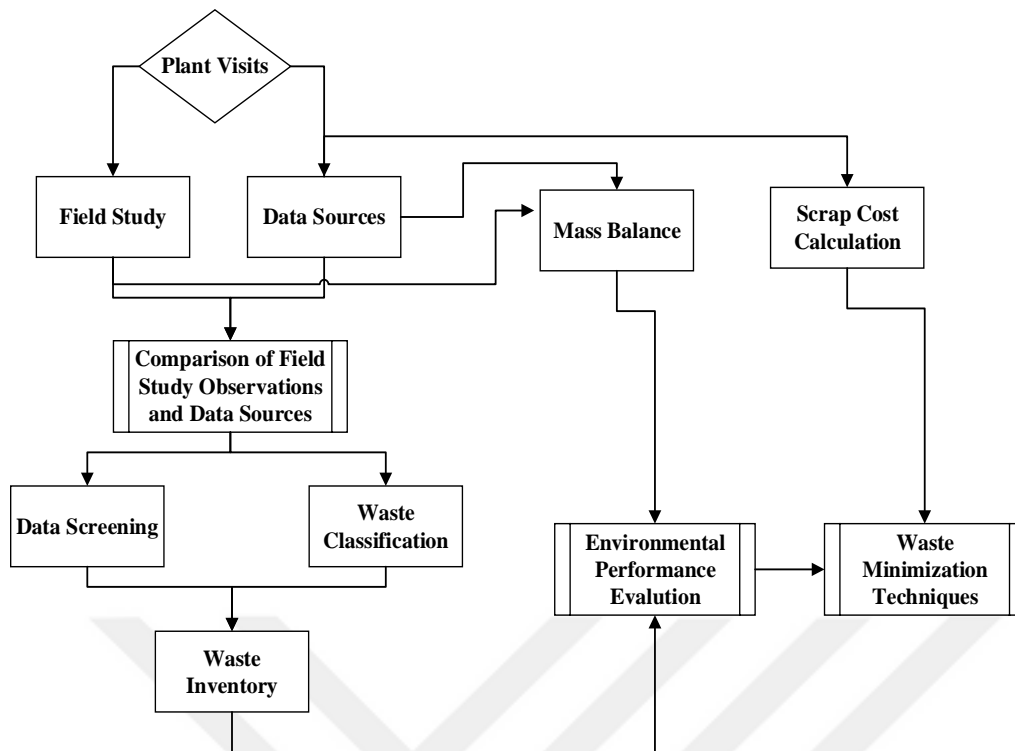 Plant Visits
Field Study
Data Sources
Mass Balance
Scrap Cost
Calculation
Comparison of Field
Study Observations
and Data Sources
Data Screening
Waste
Classification
Environmental
Performance
Evalution
Waste
Minimization
Techniques
Waste
Inventory